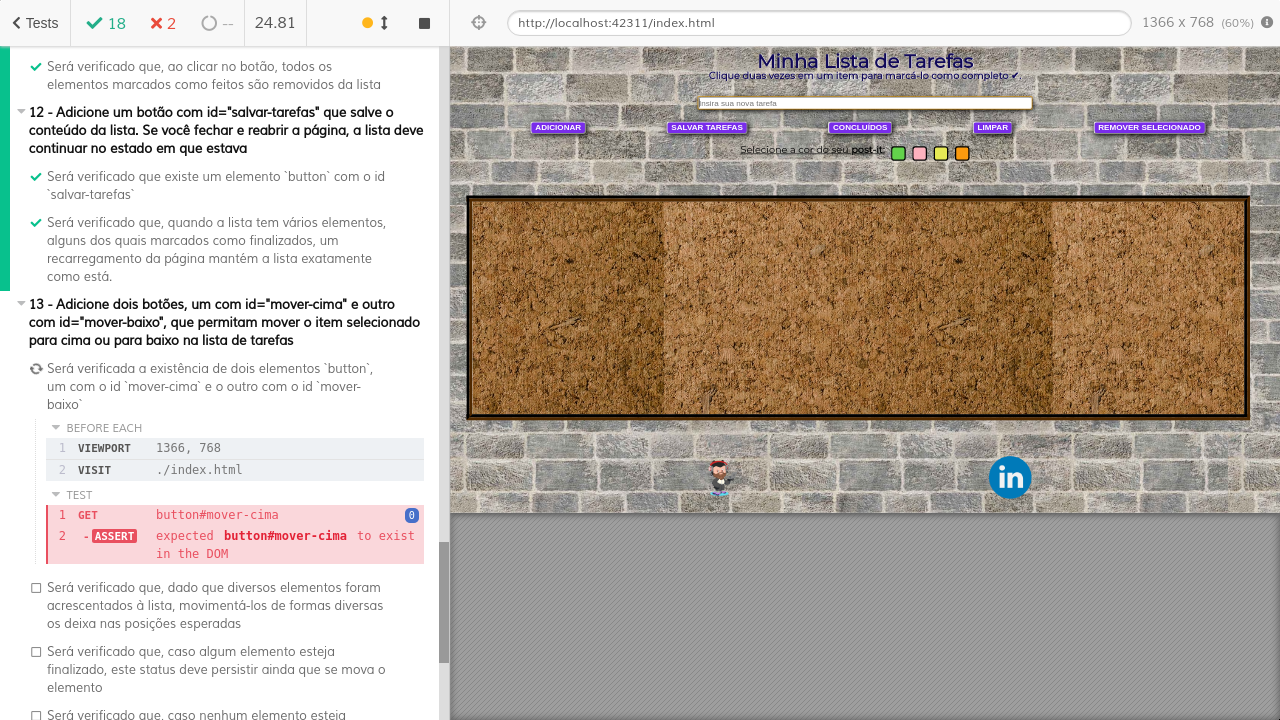 Tests
18
2
--
24.81
http://localhost:42311/index.html
1366 x 768 (60%)
Será verificado que, ao clicar no botão, todos os
elementos marcados como feitos são removidos da lista
12 - Adicione um botão com id="salvar-tarefas" que salve o
conteúdo da lista. Se você fechar e reabrir a página, a lista deve
continuar no estado em que estava
Será verificado que existe um elemento `button` com o id
`salvar-tarefas`
Será verificado que, quando a lista tem vários elementos,
alguns dos quais marcados como finalizados, um
recarregamento da página mantém a lista exatamente
como está.
13 - Adicione dois botões, um com id="mover-cima" e outro
com id="mover-baixo", que permitam mover o item selecionado
para cima ou para baixo na lista de tarefas
Será verificada a existência de dois elementos `button`,
um com o id `mover-cima` e o outro com o id `mover-
baixo`
BEFORE EACH
1 VIEWPORT 1366, 768
2 VISIT ./index.html
TEST
1 GET button#mover-cima 0
2 -ASSERT expected button#mover-cima to exist
in the DOM
Será verificado que, dado que diversos elementos foram
acrescentados à lista, movimentá-los de formas diversas
os deixa nas posições esperadas
Será verificado que, caso algum elemento esteja
finalizado, este status deve persistir ainda que se mova o
elemento
Será verificado que, caso nenhum elemento esteja
Minha Lista de Tarefas
Clique duas vezes em um item para marcá-lo como completo ✔.
Insira sua nova tarefa
ADICIONAR
SALVAR TAREFAS
CONCLUÍDOS
LIMPAR
REMOVER SELECIONADO
Selecione a cor do seu post-it:
in